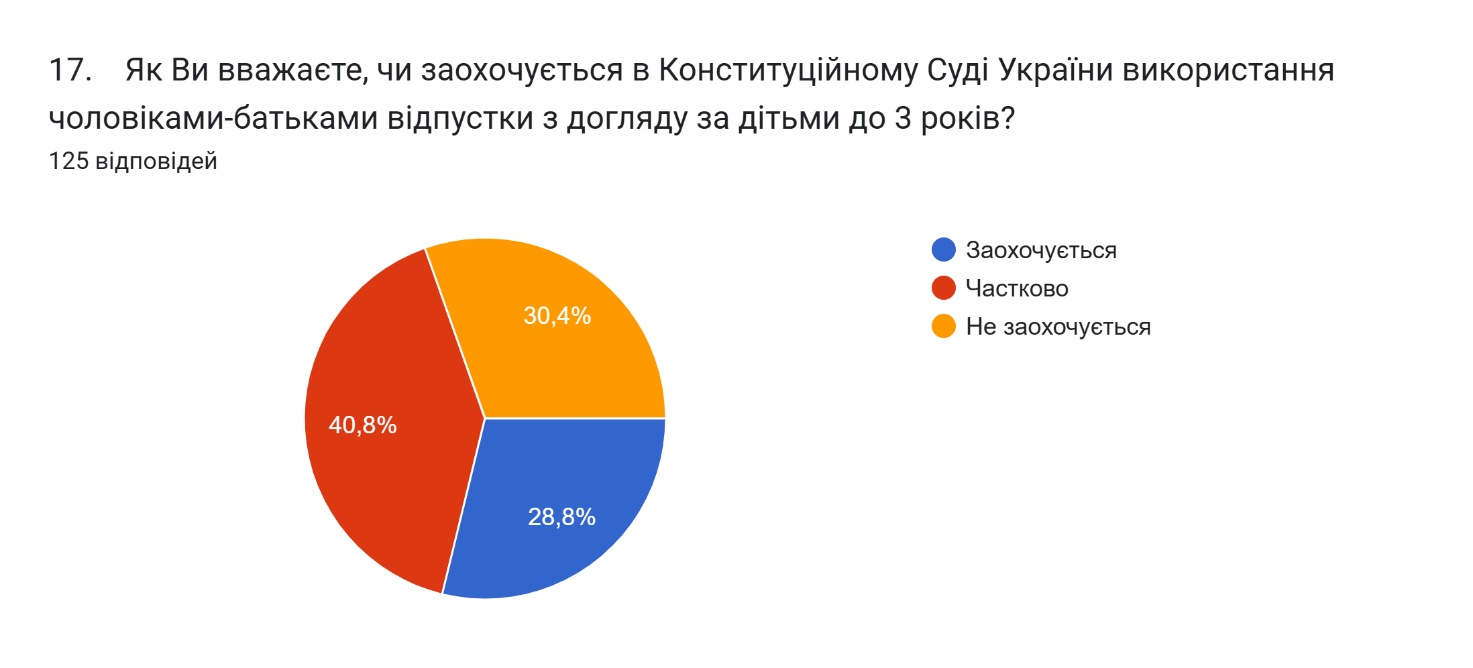 17. Як Ви вважаєте, чи заохочується в Конституційному Суді України використання
чоловіками-батьками відпустки з догляду за дітьми до 3 років?
125 відповідей
Заохочується
Частково
Не заохочується
30,4%
40,8%
28,8%